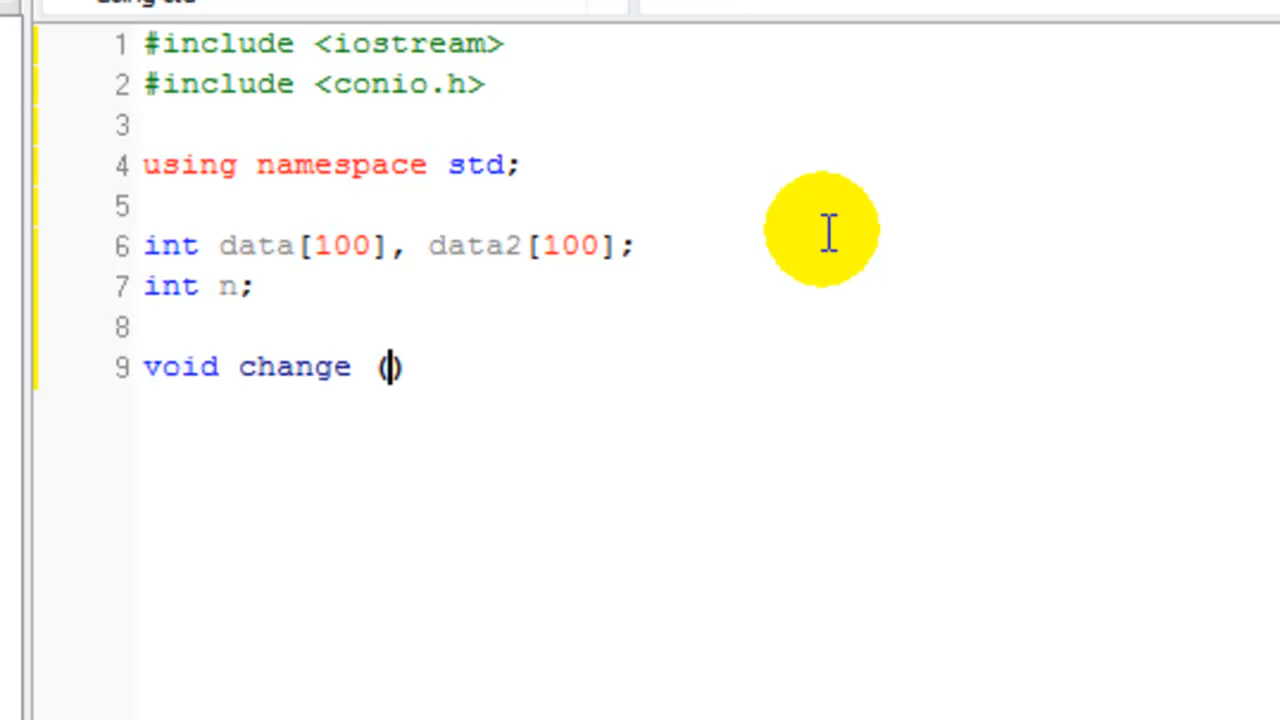 1 #include <iostream>
2 #include <conio.h>
3
4 using namespace std;
5
6 int data[100], data2[100];
7 int n;
8
9 void change ()